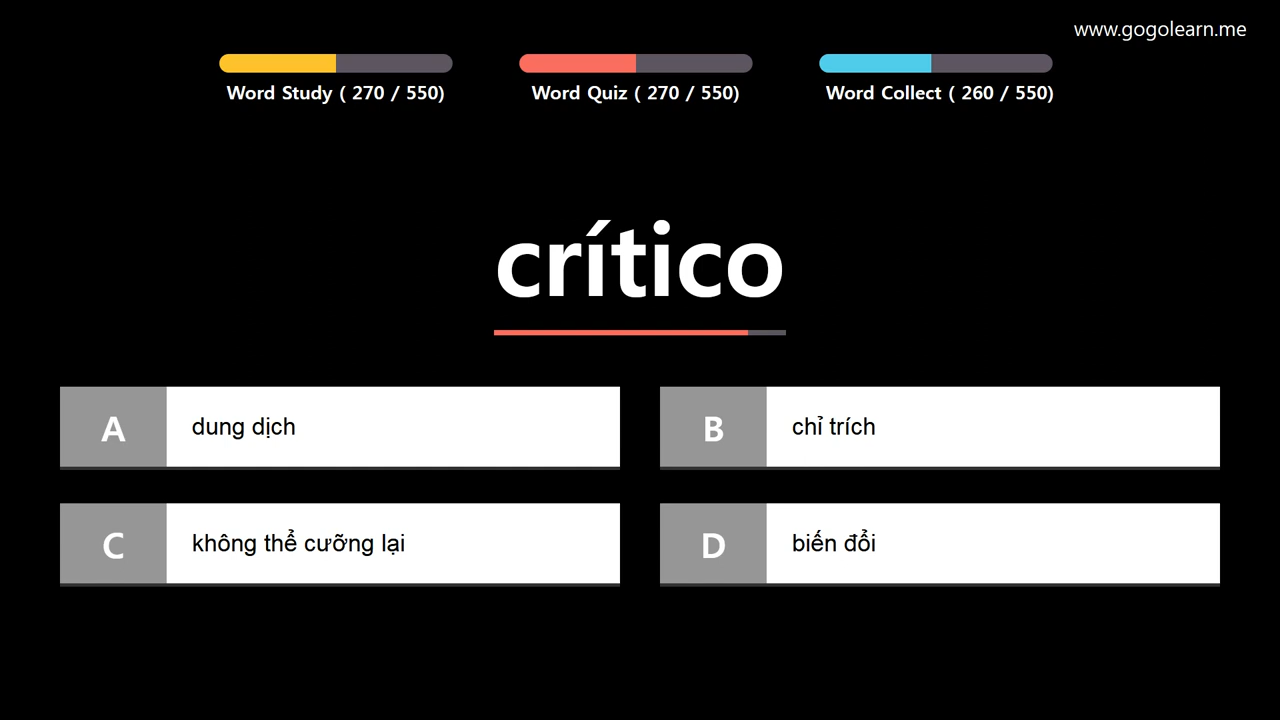 www.gogolearn.me
Word Study ( 270 / 550)
Word Quiz ( 270 / 550)
Word Collect ( 260 / 550)
crítico
A dung dịch
B chỉ trích
C không thể cưỡng lại
D biến đổi